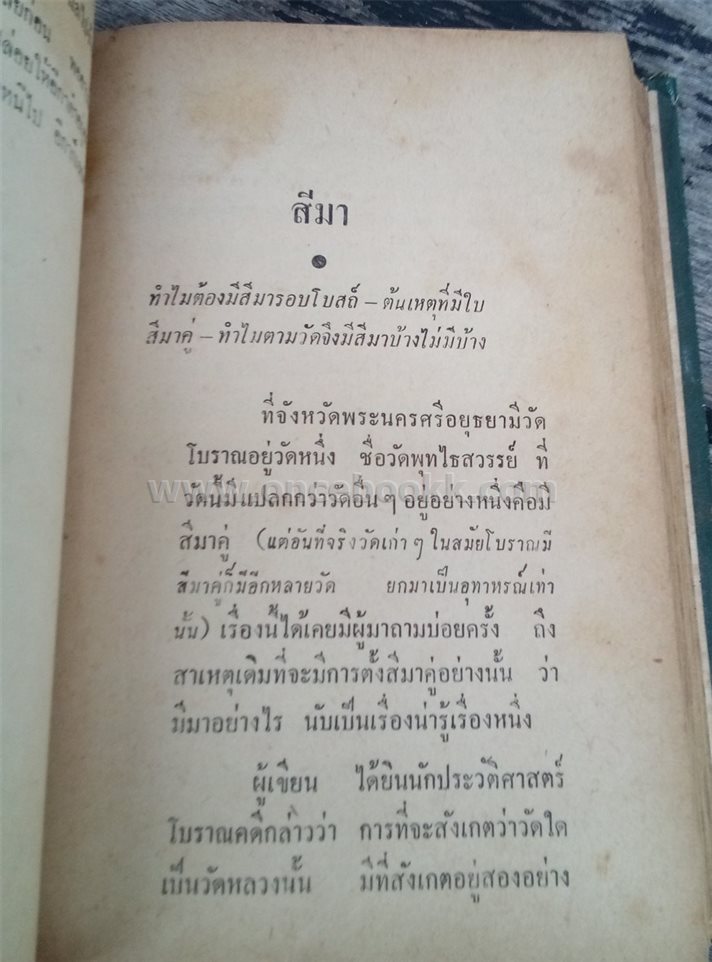 สีมา
ทำไมต้องมีสีมารอบโบสถ์ – ต้นเหตุที่มีใบ
สีมาคู่ – ทำไมตามวัดจึงมีสีมาบ้างไม่มีบ้าง
ที่จังหวัดพระนครศรีอยุธยามีวัด
โบราณอยู่วัดหนึ่ง ชื่อวัดพุทไธสวรรย์ ที่
วัดนี้มีแปลกกว่าวัดอื่น ๆ อยู่อย่างหนึ่งคือมี
สีมาคู่ (แต่อันที่จริงวัดเก่า ๆ ในสมัยโบราณมี
สีมาคู่ก็มีอีกหลายวัด ยกมาเป็นอุทาหรณ์เท่า
นั้น) เรื่องนี้ได้เคยมีผู้มาถามบ่อยครั้ง ถึง
สาเหตุเดิมที่จะมีการตั้งสีมาคู่อย่างนั้น ว่า
มีมาอย่างไร นับเป็นเรื่องน่ารู้เรื่องหนึ่ง
ผู้เขียน ได้ยินนักประวัติศาสตร์
โบราณคดีกล่าวว่า การที่จะสังเกตว่าวัดใด
เป็นวัดหลวงนั้น มีที่สังเกตอยู่สองอย่าง